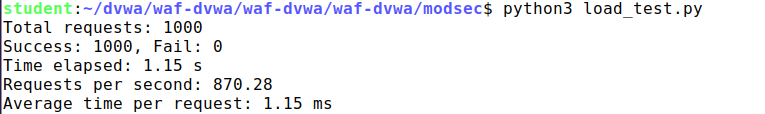 student:~/dvwa/waf-dvwa/waf-dvwa/waf-dvwa/modsec$ python3 load_test.py
Total requests: 1000
Success: 1000, Fail: 0
Time elapsed: 1.15 s
Requests per second: 870.28
Average time per request: 1.15 ms